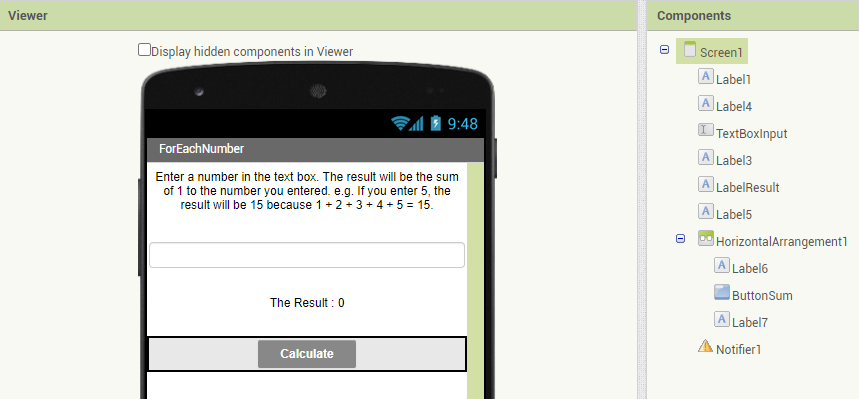 Viewer
Display hidden components in Viewer
9:48
ForEachNumber
Enter a number in the text box. The result will be the sum
of 1 to the number you entered. e.g. If you enter 5, the
result will be 15 because 1 + 2 + 3 + 4 + 5 = 15.
The Result : 0
Calculate
Components
Screen1
Label1
Label4
TextBoxInput
Label3
LabelResult
Label5
HorizontalArrangement1
Label6
ButtonSum
Label7
Notifier1